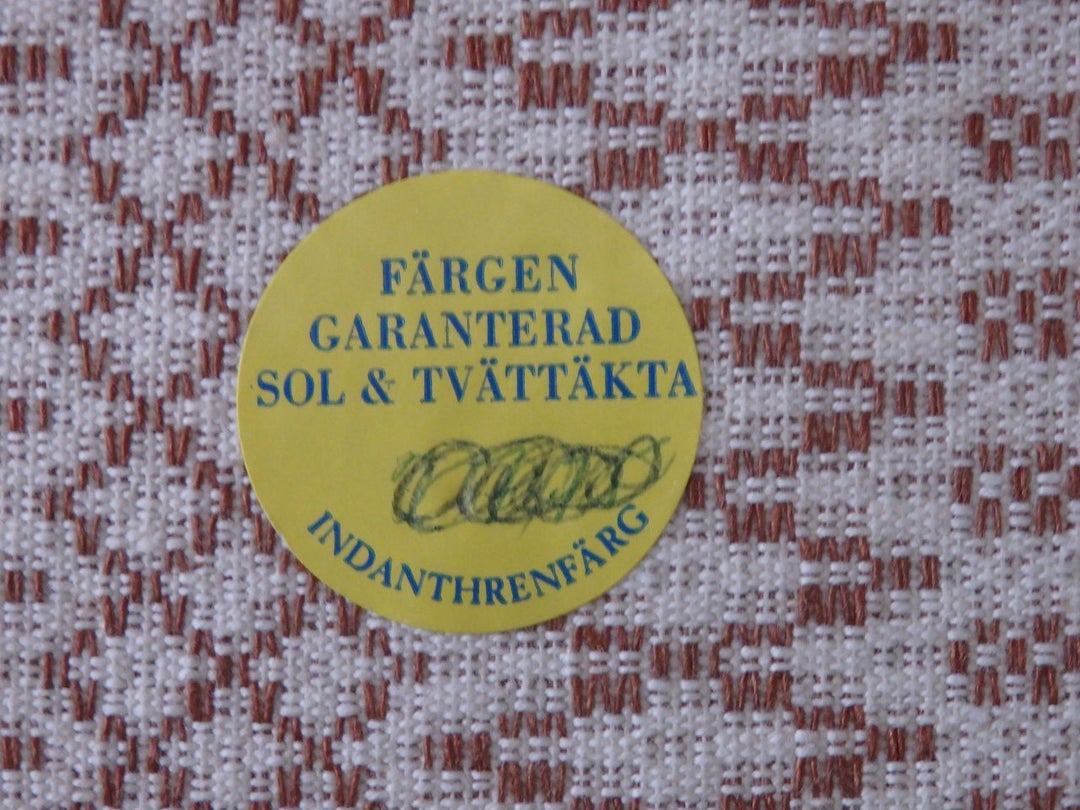 FÄRGEN
GARANTERAD
SOL & TVÄTTÄKTA
INDANTHRENFÄRG